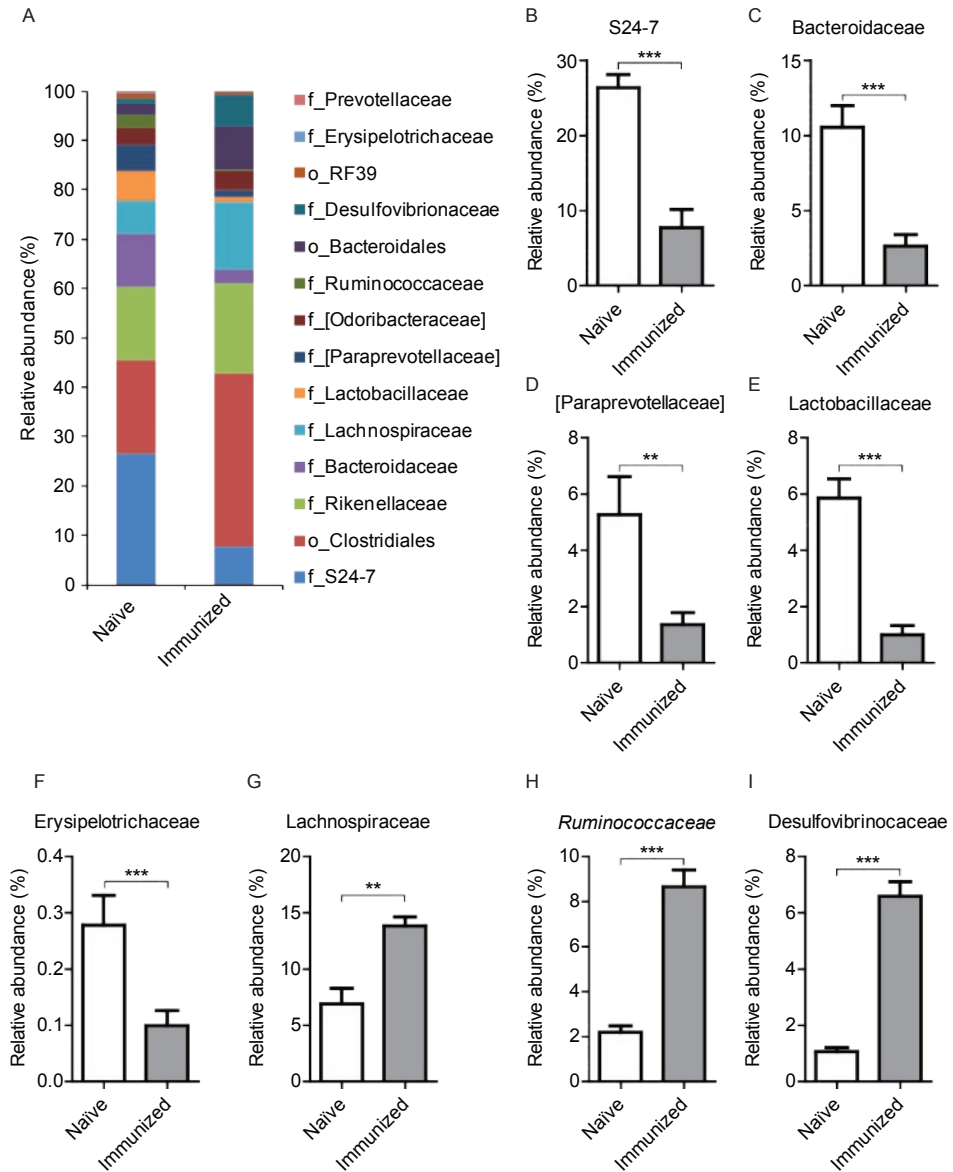 A
Relative abundance (%)
100
90
80
70
60
50
40
30
20
10
0
Naïve
Immunized
f_Prevotellaceae
f_Erysipelotrichaceae
o_RF39
f_Desulfovibrionaceae
o_Bacteroidales
f_Ruminococcaceae
f_[Odoribacteraceae]
f_[Paraprevotellaceae]
f_Lactobacillaceae
f_Lachnospiraceae
f_Bacteroidaceae
f_Rikenellaceae
o_Clostridiales
f_S24-7
B
S24-7
Relative abundance (%)
30
20
10
0
***
Naïve
Immunized
C
Bacteroidaceae
Relative abundance (%)
15
10
5
0
***
Naïve
Immunized
D
[Paraprevotellaceae]
Relative abundance (%)
8
6
4
2
0
**
Naïve
Immunized
E
Lactobacillaceae
Relative abundance (%)
8
6
4
2
0
***
Naïve
Immunized
F
Erysipelotrichaceae
Relative abundance (%)
0.4
0.3
0.2
0.1
0.0
***
Naïve
Immunized
G
Lachnospiraceae
Relative abundance (%)
20
15
10
5
0
**
Naïve
Immunized
H
Ruminococcaceae
Relative abundance (%)
10
8
6
4
2
0
***
Naïve
Immunized
I
Desulfovibrinocaceae
Relative abundance (%)
8
6
4
2
0
***
Naïve
Immunized